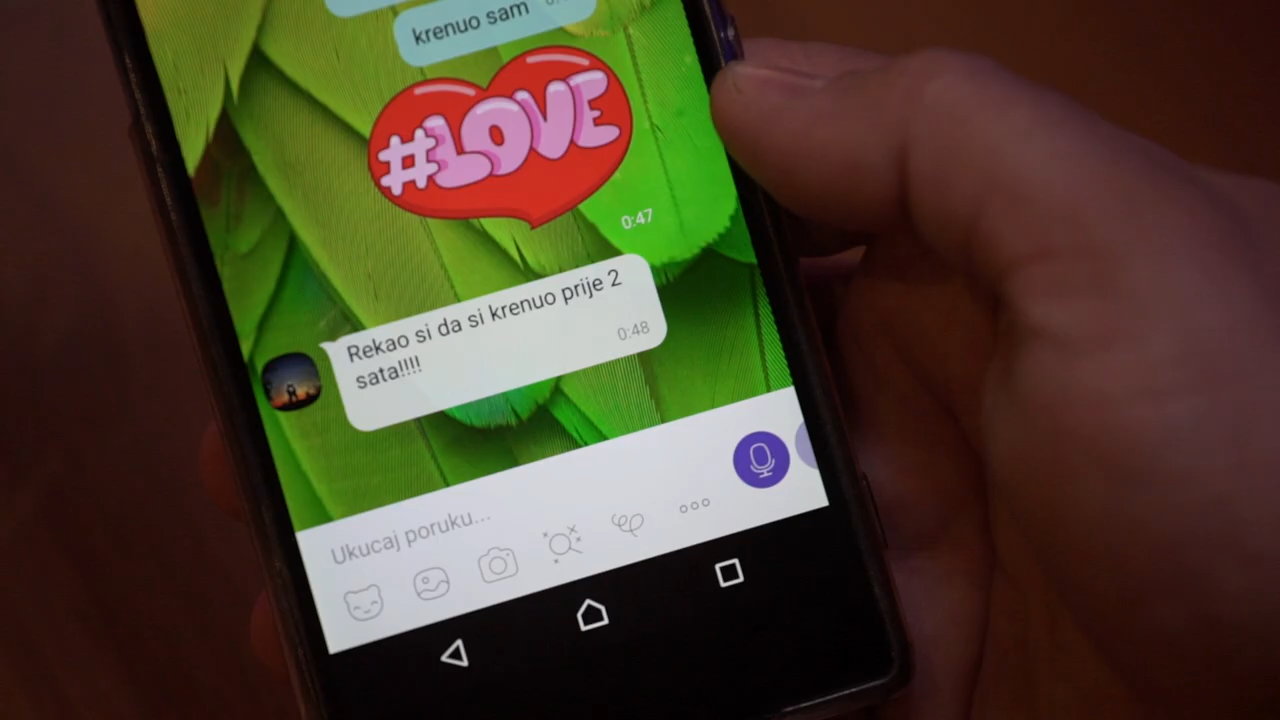 krenuo sam
#LOVE
0:47
Rekao si da si krenuo prije 2
sata!!!!
0:48
Ukucaj poruku...